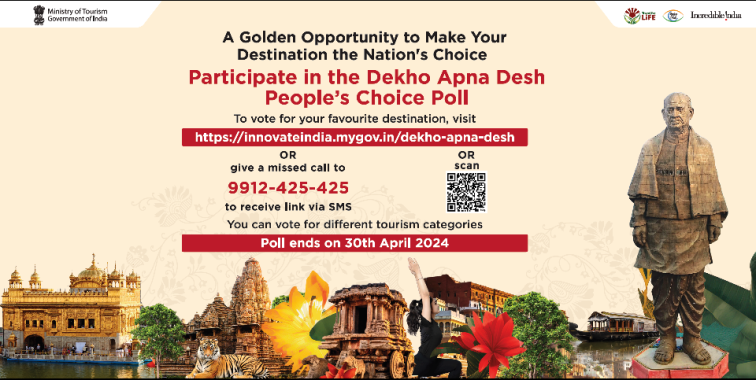 Ministry of Tourism
Government of India
LiFE
Incredible!ndia
A Golden Opportunity to Make Your
Destination the Nation's Choice
Participate in the Dekho Apna Desh
People's Choice Poll
To vote for your favourite destination, visit
https://innovateindia.mygov.in/dekho-apna-desh
OR
give a missed call to
9912-425-425
to receive link via SMS
OR
scan
You can vote for different tourism categories
Poll ends on 30th April 2024